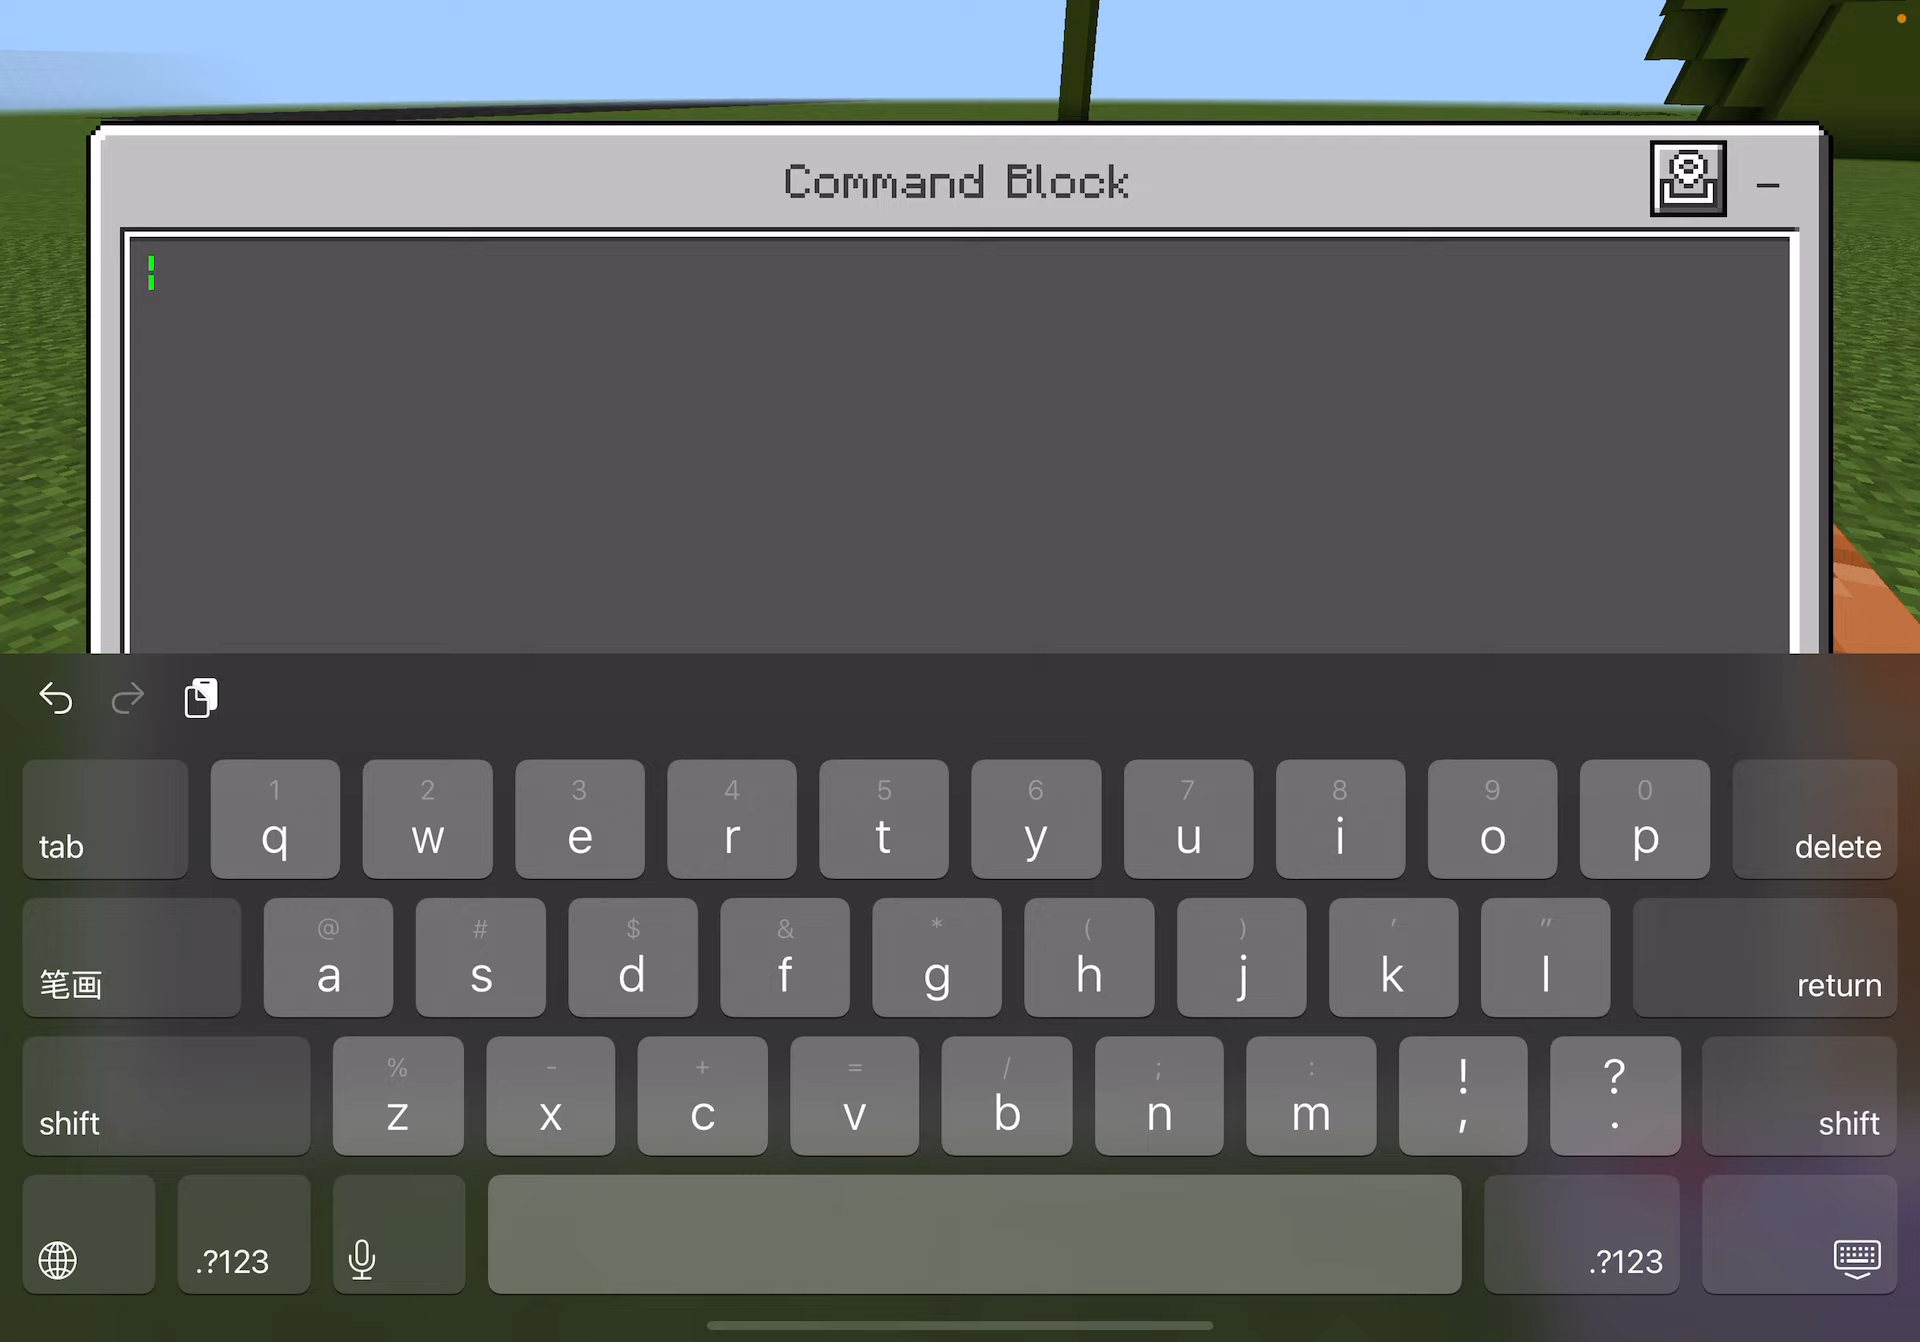 Command Block
1 2 3 4 5 6 7 8 9 0
tab q w e r t y u i o p delete
@ # $ & * ( ) ' "
笔画 a s d f g h j k l return
% - + = / ; : ! ?
shift z x c v b n m , . shift
.?123 .?123